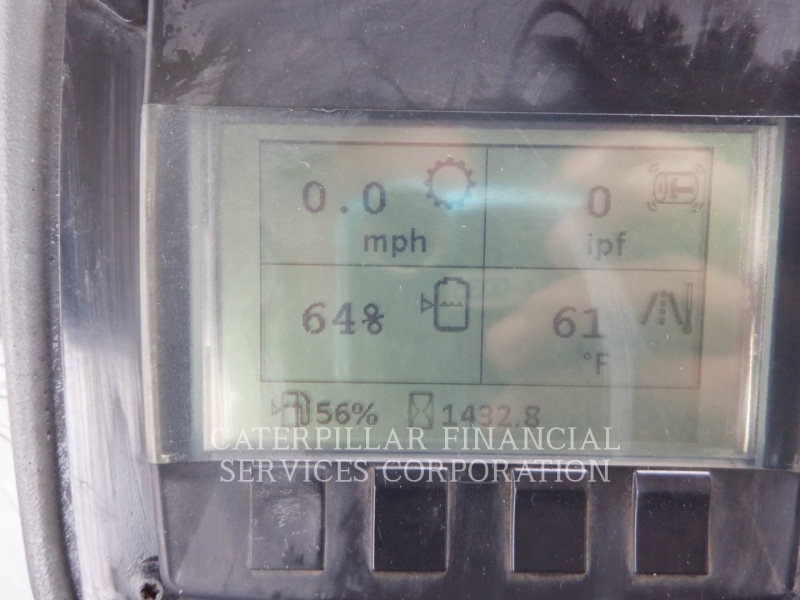 0.0
mph
0
ipf
64%
61
°F
56% 1432.8
CATERPILLAR FINANCIAL
SERVICES CORPORATION